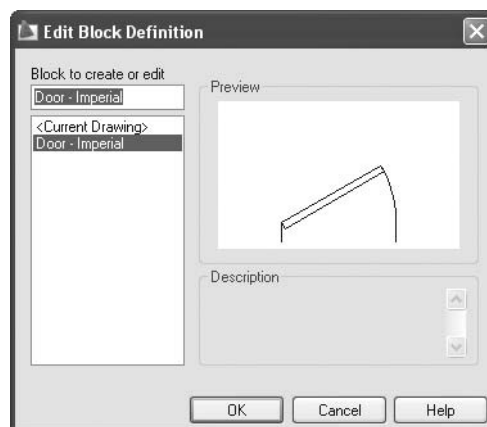 Edit Block Definition
Block to create or edit
Door - Imperial
<Current Drawing>
Door - Imperial
Preview
Description
OK
Cancel
Help